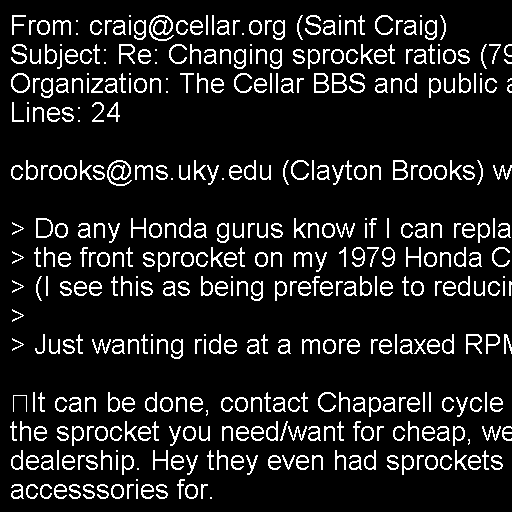 From: craig@cellar.org (Saint Craig)
Subject: Re: Changing sprocket ratios (79
Organization: The Cellar BBS and public a
Lines: 24

cbrooks@ms.uky.edu (Clayton Brooks) w

> Do any Honda gurus know if I can repla
> the front sprocket on my 1979 Honda C
> (I see this as being preferable to reducin
>
> Just wanting ride at a more relaxed RPM

It can be done, contact Chaparell cycle
the sprocket you need/want for cheap, we
dealership. Hey they even had sprockets
accesssories for.